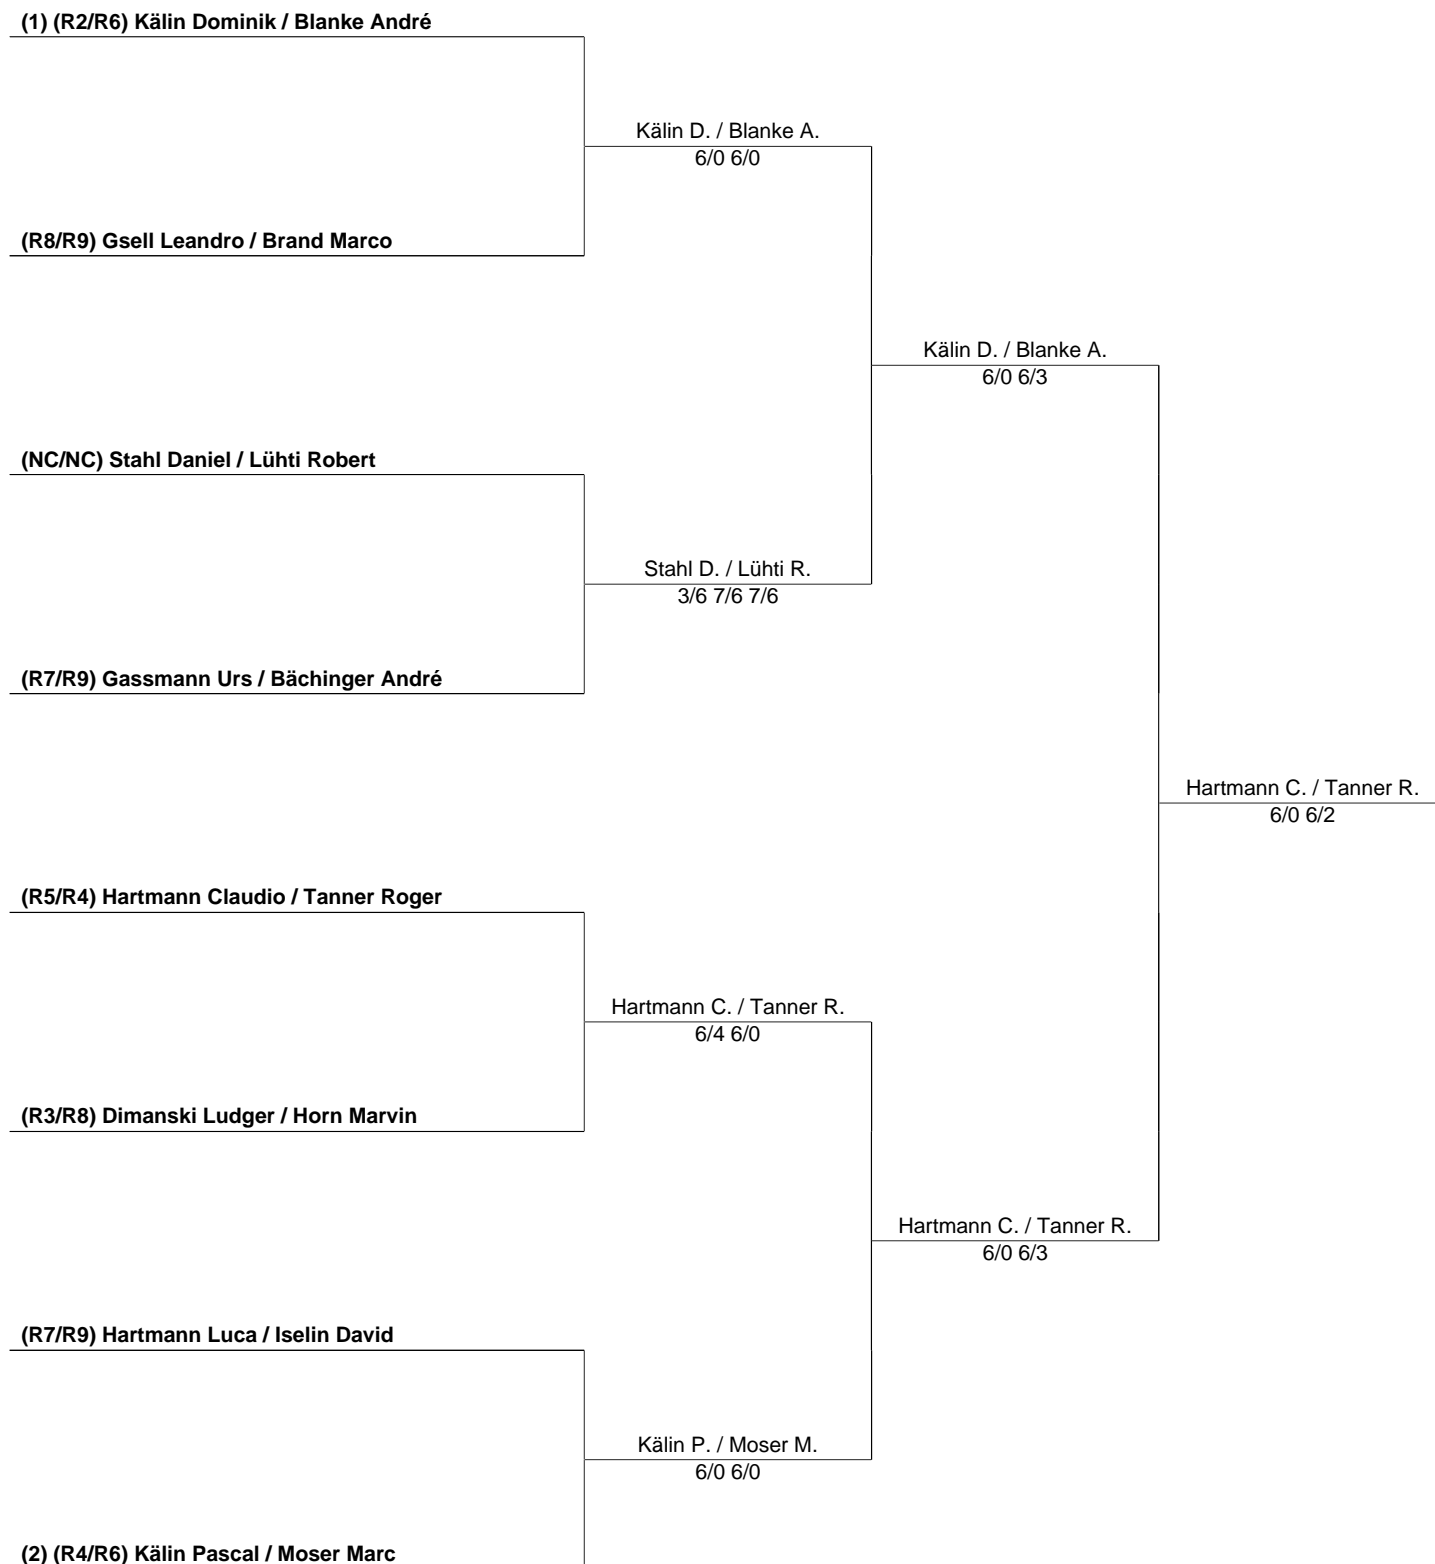 (1) (R2/R6) Kälin Dominik / Blanke André
Kälin D. / Blanke A.
6/0 6/0
(R8/R9) Gsell Leandro / Brand Marco
Kälin D. / Blanke A.
6/0 6/3
(NC/NC) Stahl Daniel / Lühti Robert
Stahl D. / Lühti R.
3/6 7/6 7/6
(R7/R9) Gassmann Urs / Bächinger André
Hartmann C. / Tanner R.
6/0 6/2
(R5/R4) Hartmann Claudio / Tanner Roger
Hartmann C. / Tanner R.
6/4 6/0
(R3/R8) Dimanski Ludger / Horn Marvin
Hartmann C. / Tanner R.
6/0 6/3
(R7/R9) Hartmann Luca / Iselin David
Kälin P. / Moser M.
6/0 6/0
(2) (R4/R6) Kälin Pascal / Moser Marc